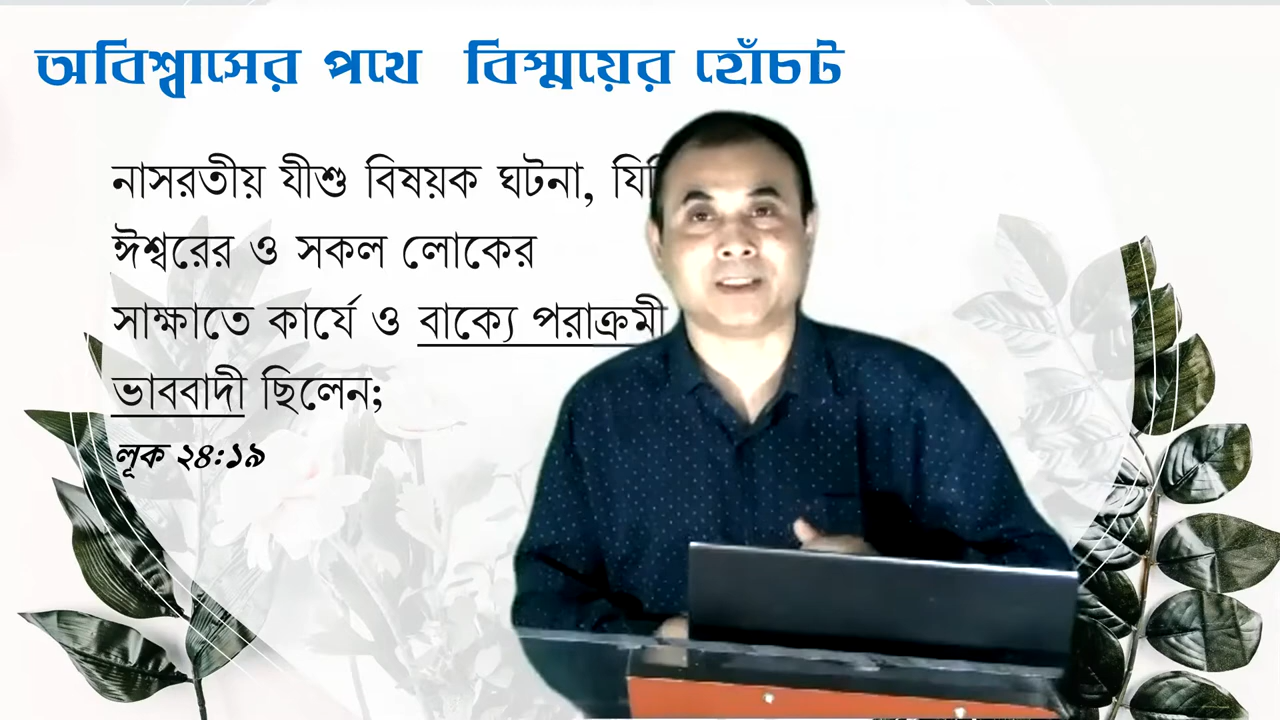 অবিশ্বাসের পথে বিস্ময়ের হোঁচট
নাসরতীয় যীশু বিষয়ক ঘটনা,
ঈশ্বরের ও সকল লোকের
সাক্ষাতে কার্যে ও বাক্যে পরাক্রমী
ভাববাদী ছিলেন;
লূক ২৪:১৯